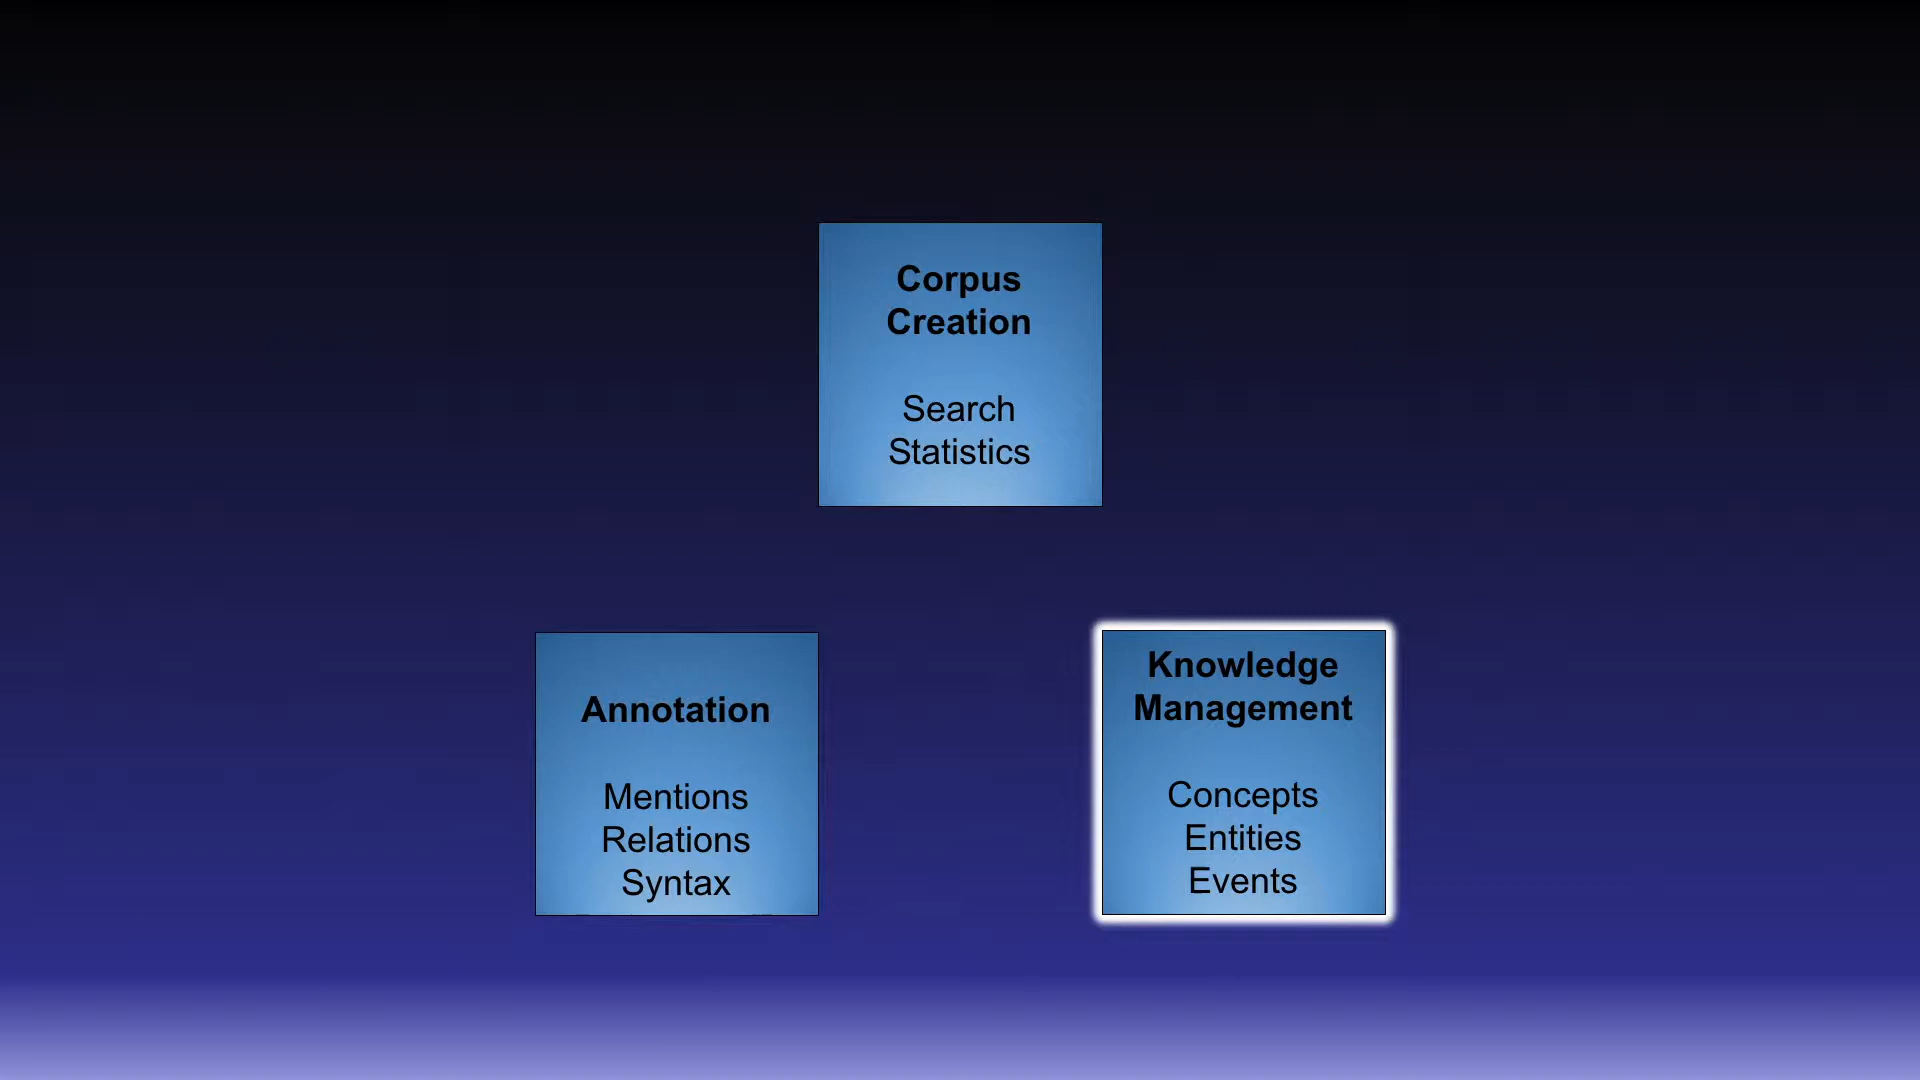 Corpus
Creation
Search
Statistics
Annotation
Mentions
Relations
Syntax
Knowledge
Management
Concepts
Entities
Events